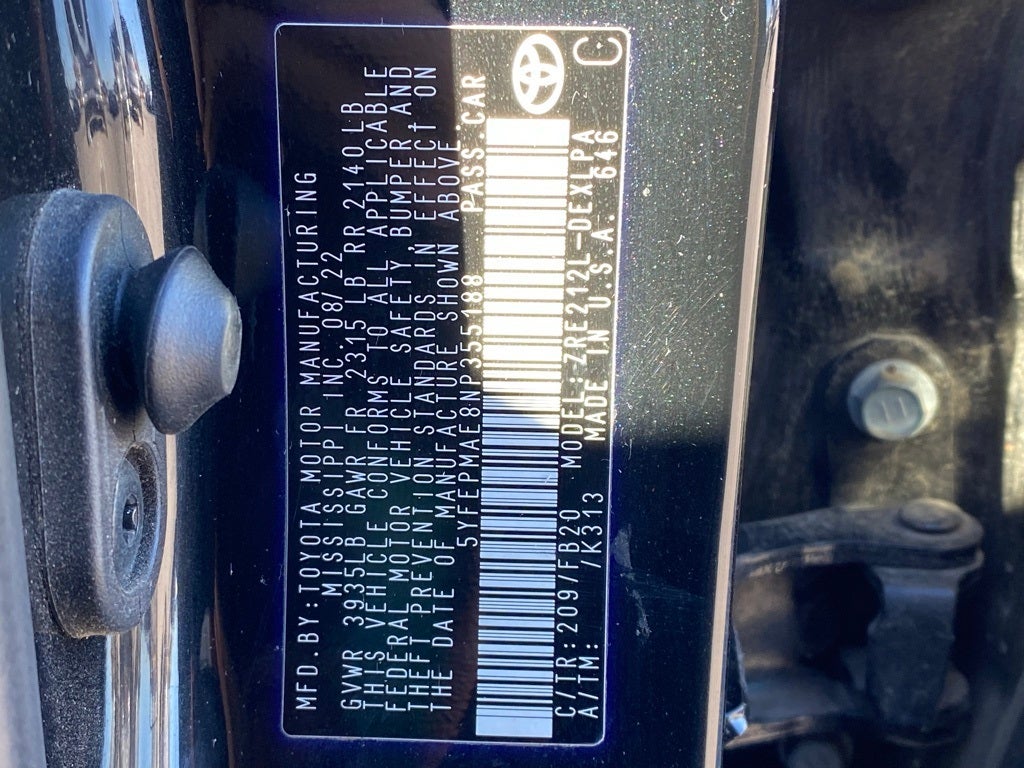 MFD.BY:TOYOTA MOTOR MANUFACTURING
MISSISSIPPI INC. 08/22
GVWR 3935LB GAWR FR 2315 LB RR 2140 LB
THIS VEHICLE CONFORMS TO ALL APPLICABLE
FEDERAL MOTOR VEHICLE SAFETY, BUMPER, AND
THEFT PREVENTION STANDARDS IN EFFECT ON
THE DATE OF MANUFACTURE SHOWN ABOVE.
5YFEPMAE8NP355188 PASS.CAR
C/TR:209/FB20 MODEL:ZRE212L-DEXLPA
A/TM: /K313 MADE IN U.S.A. 646
C